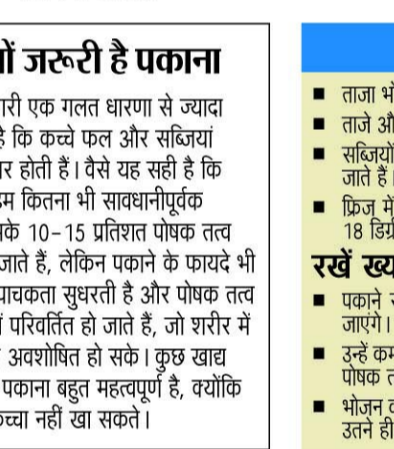 ों जरूरी है पकाना
ारी एक गलत धारणा से ज्यादा
है कि कच्चे फल और सब्जियां
र होती हैं। वैसे यह सही है कि
म कितना भी सावधानीपूर्वक
के 10-15 प्रतिशत पोषक तत्व
जाते हैं, लेकिन पकाने के फायदे भी
पाचकता सुधरती है और पोषक तत्व
परिवर्तित हो जाते हैं, जो शरीर में
अवशोषित हो सके। कुछ खाद्य
पकाना बहुत महत्वपूर्ण है, क्योंकि
च्चा नहीं खा सकते।
■ ताजा भो
■ ताजे औ
■ सब्जियों
जाते हैं।
■ फ्रिज में
18 डिग्र
रखें ख्य
■ पकाने स
जाएंगे।
■ उन्हें कम
पोषक त
■ भोजन व
उतने ही